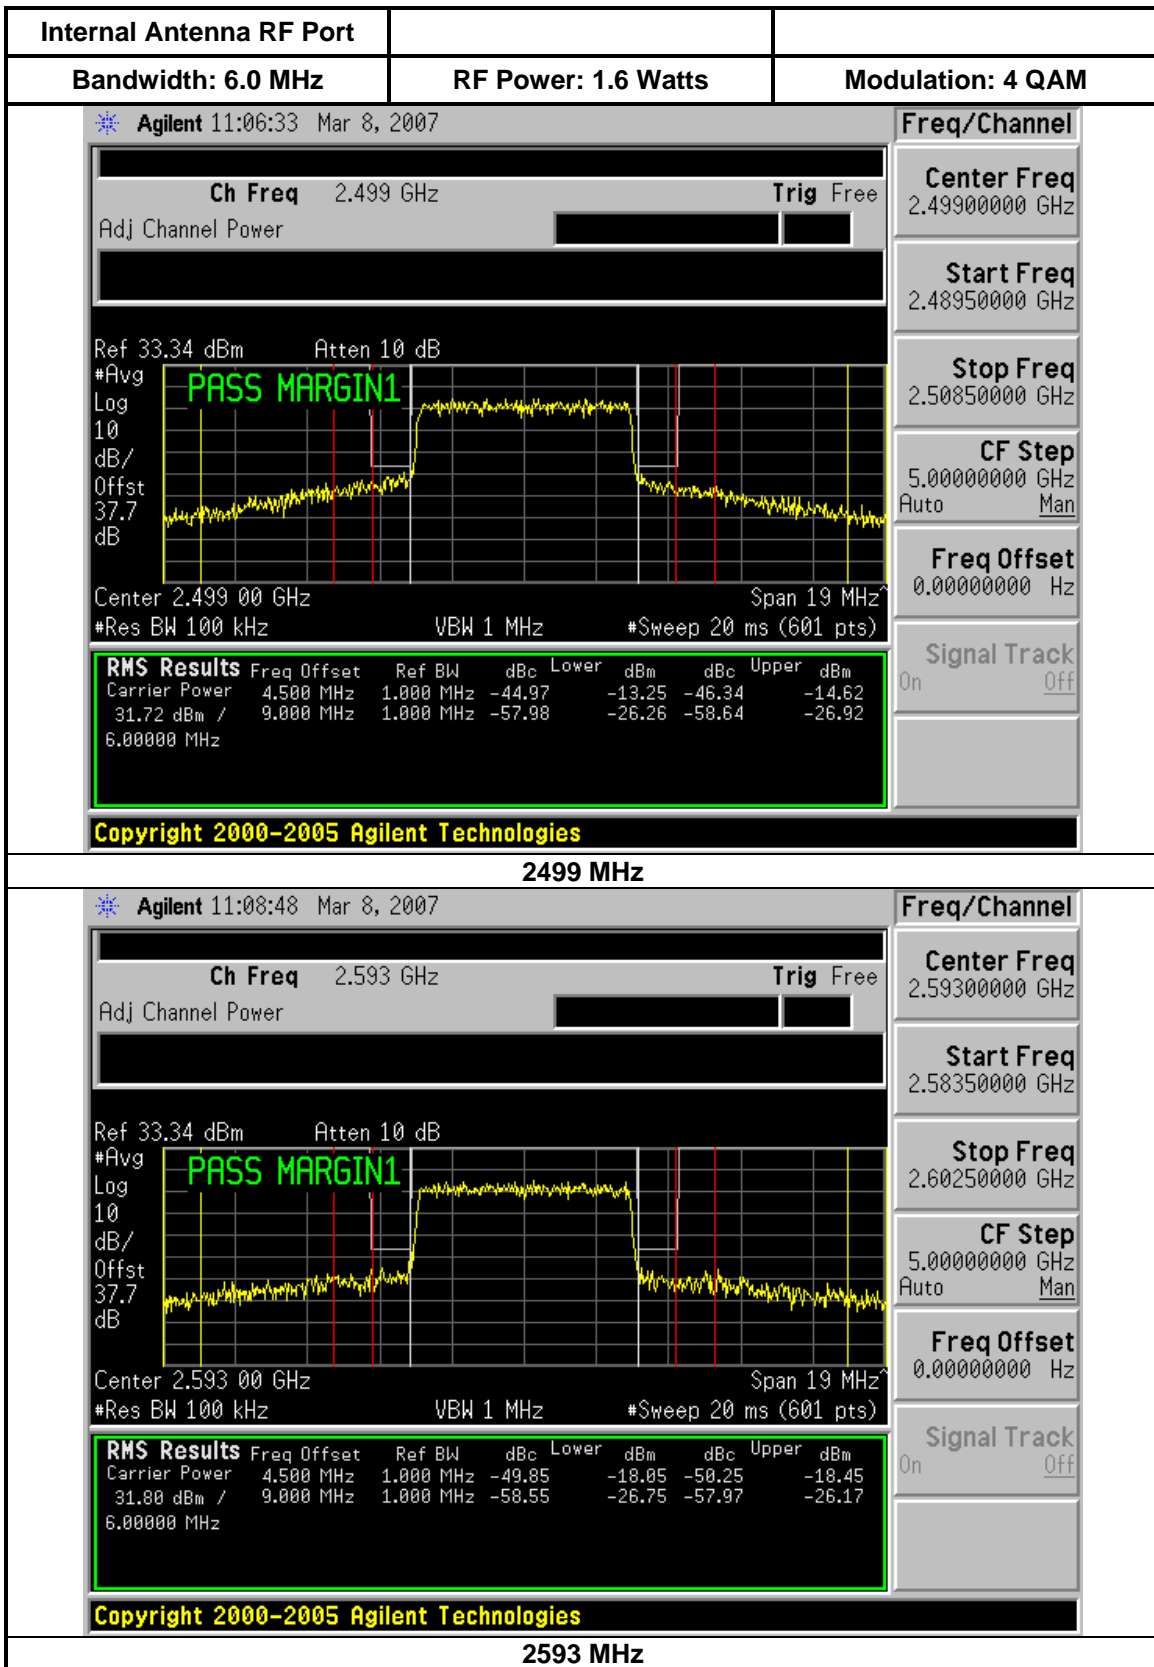 Internal Antenna RF Port
Bandwidth: 6.0 MHz RF Power: 1.6 Watts Modulation: 4 QAM
Agilent 11:06:33 Mar 8, 2007 Freq/Channel
Ch Freq 2.499 GHz Trig Free
Adj Channel Power
Center Freq
2.49900000 GHz
Start Freq
2.48950000 GHz
Stop Freq
2.50850000 GHz
CF Step
5.00000000 GHz
Auto Man
Freq Offset
0.00000000 Hz
Signal Track
On Off
Ref 33.34 dBm Atten 10 dB
#Avg
Log
10
dB/
Offst
37.7
dB
PASS MARGIN1
Center 2.499 00 GHz Span 19 MHz^
#Res BW 100 kHz VBW 1 MHz #Sweep 20 ms (601 pts)
RMS Results Freq Offset Ref BW dBc Lower dBm dBc Upper dBm
Carrier Power 4.500 MHz 1.000 MHz -44.97 -13.25 -46.34 -14.62
31.72 dBm / 9.000 MHz 1.000 MHz -57.98 -26.26 -58.64 -26.92
6.00000 MHz
Copyright 2000-2005 Agilent Technologies
2499 MHz
Agilent 11:08:48 Mar 8, 2007 Freq/Channel
Ch Freq 2.593 GHz Trig Free
Adj Channel Power
Center Freq
2.59300000 GHz
Start Freq
2.58350000 GHz
Stop Freq
2.60250000 GHz
CF Step
5.00000000 GHz
Auto Man
Freq Offset
0.00000000 Hz
Signal Track
On Off
Ref 33.34 dBm Atten 10 dB
#Avg
Log
10
dB/
Offst
37.7
dB
PASS MARGIN1
Center 2.593 00 GHz Span 19 MHz^
#Res BW 100 kHz VBW 1 MHz #Sweep 20 ms (601 pts)
RMS Results Freq Offset Ref BW dBc Lower dBm dBc Upper dBm
Carrier Power 4.500 MHz 1.000 MHz -49.85 -18.05 -50.25 -18.45
31.80 dBm / 9.000 MHz 1.000 MHz -58.55 -26.75 -57.97 -26.17
6.00000 MHz
Copyright 2000-2005 Agilent Technologies
2593 MHz